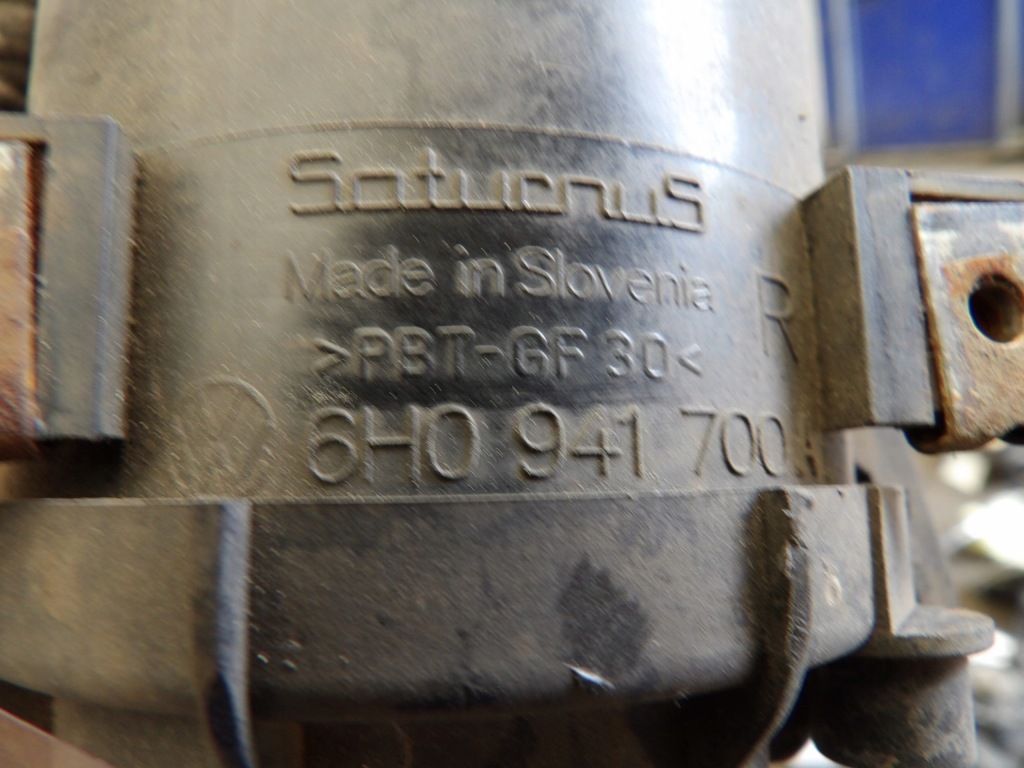 Saturnus
Made in Slovenia
R
>PBT-GF 30<
6H0 941 700 A